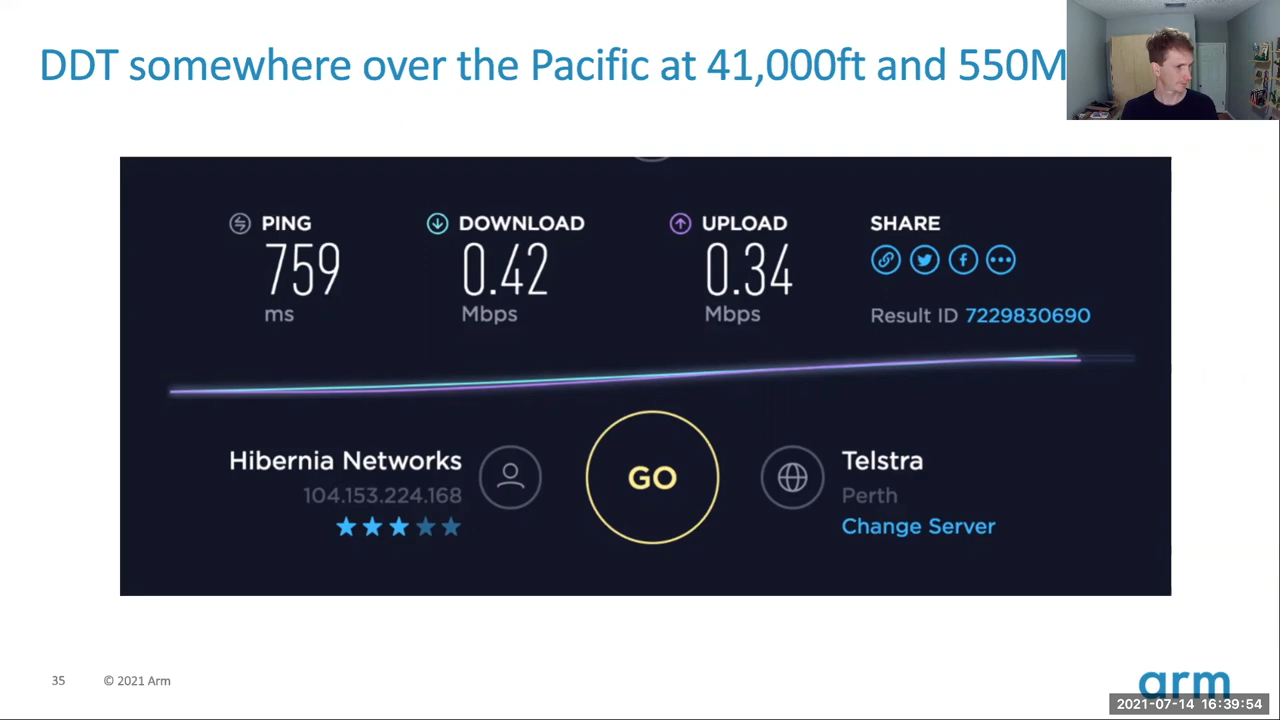 DDT somewhere over the Pacific at 41,000ft and 550M
PING
759
ms
DOWNLOAD
0.42
Mbps
UPLOAD
0.34
Mbps
SHARE
Result ID 7229830690
Hibernia Networks
104.153.224.168
GO
Telstra
Perth
Change Server
35
© 2021 Arm
arm
2021-07-14 16:39:54